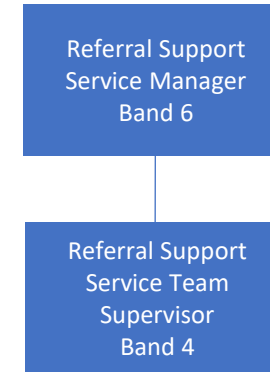 Referral Support
Service Manager
Band 6
Referral Support
Service Team
Supervisor
Band 4